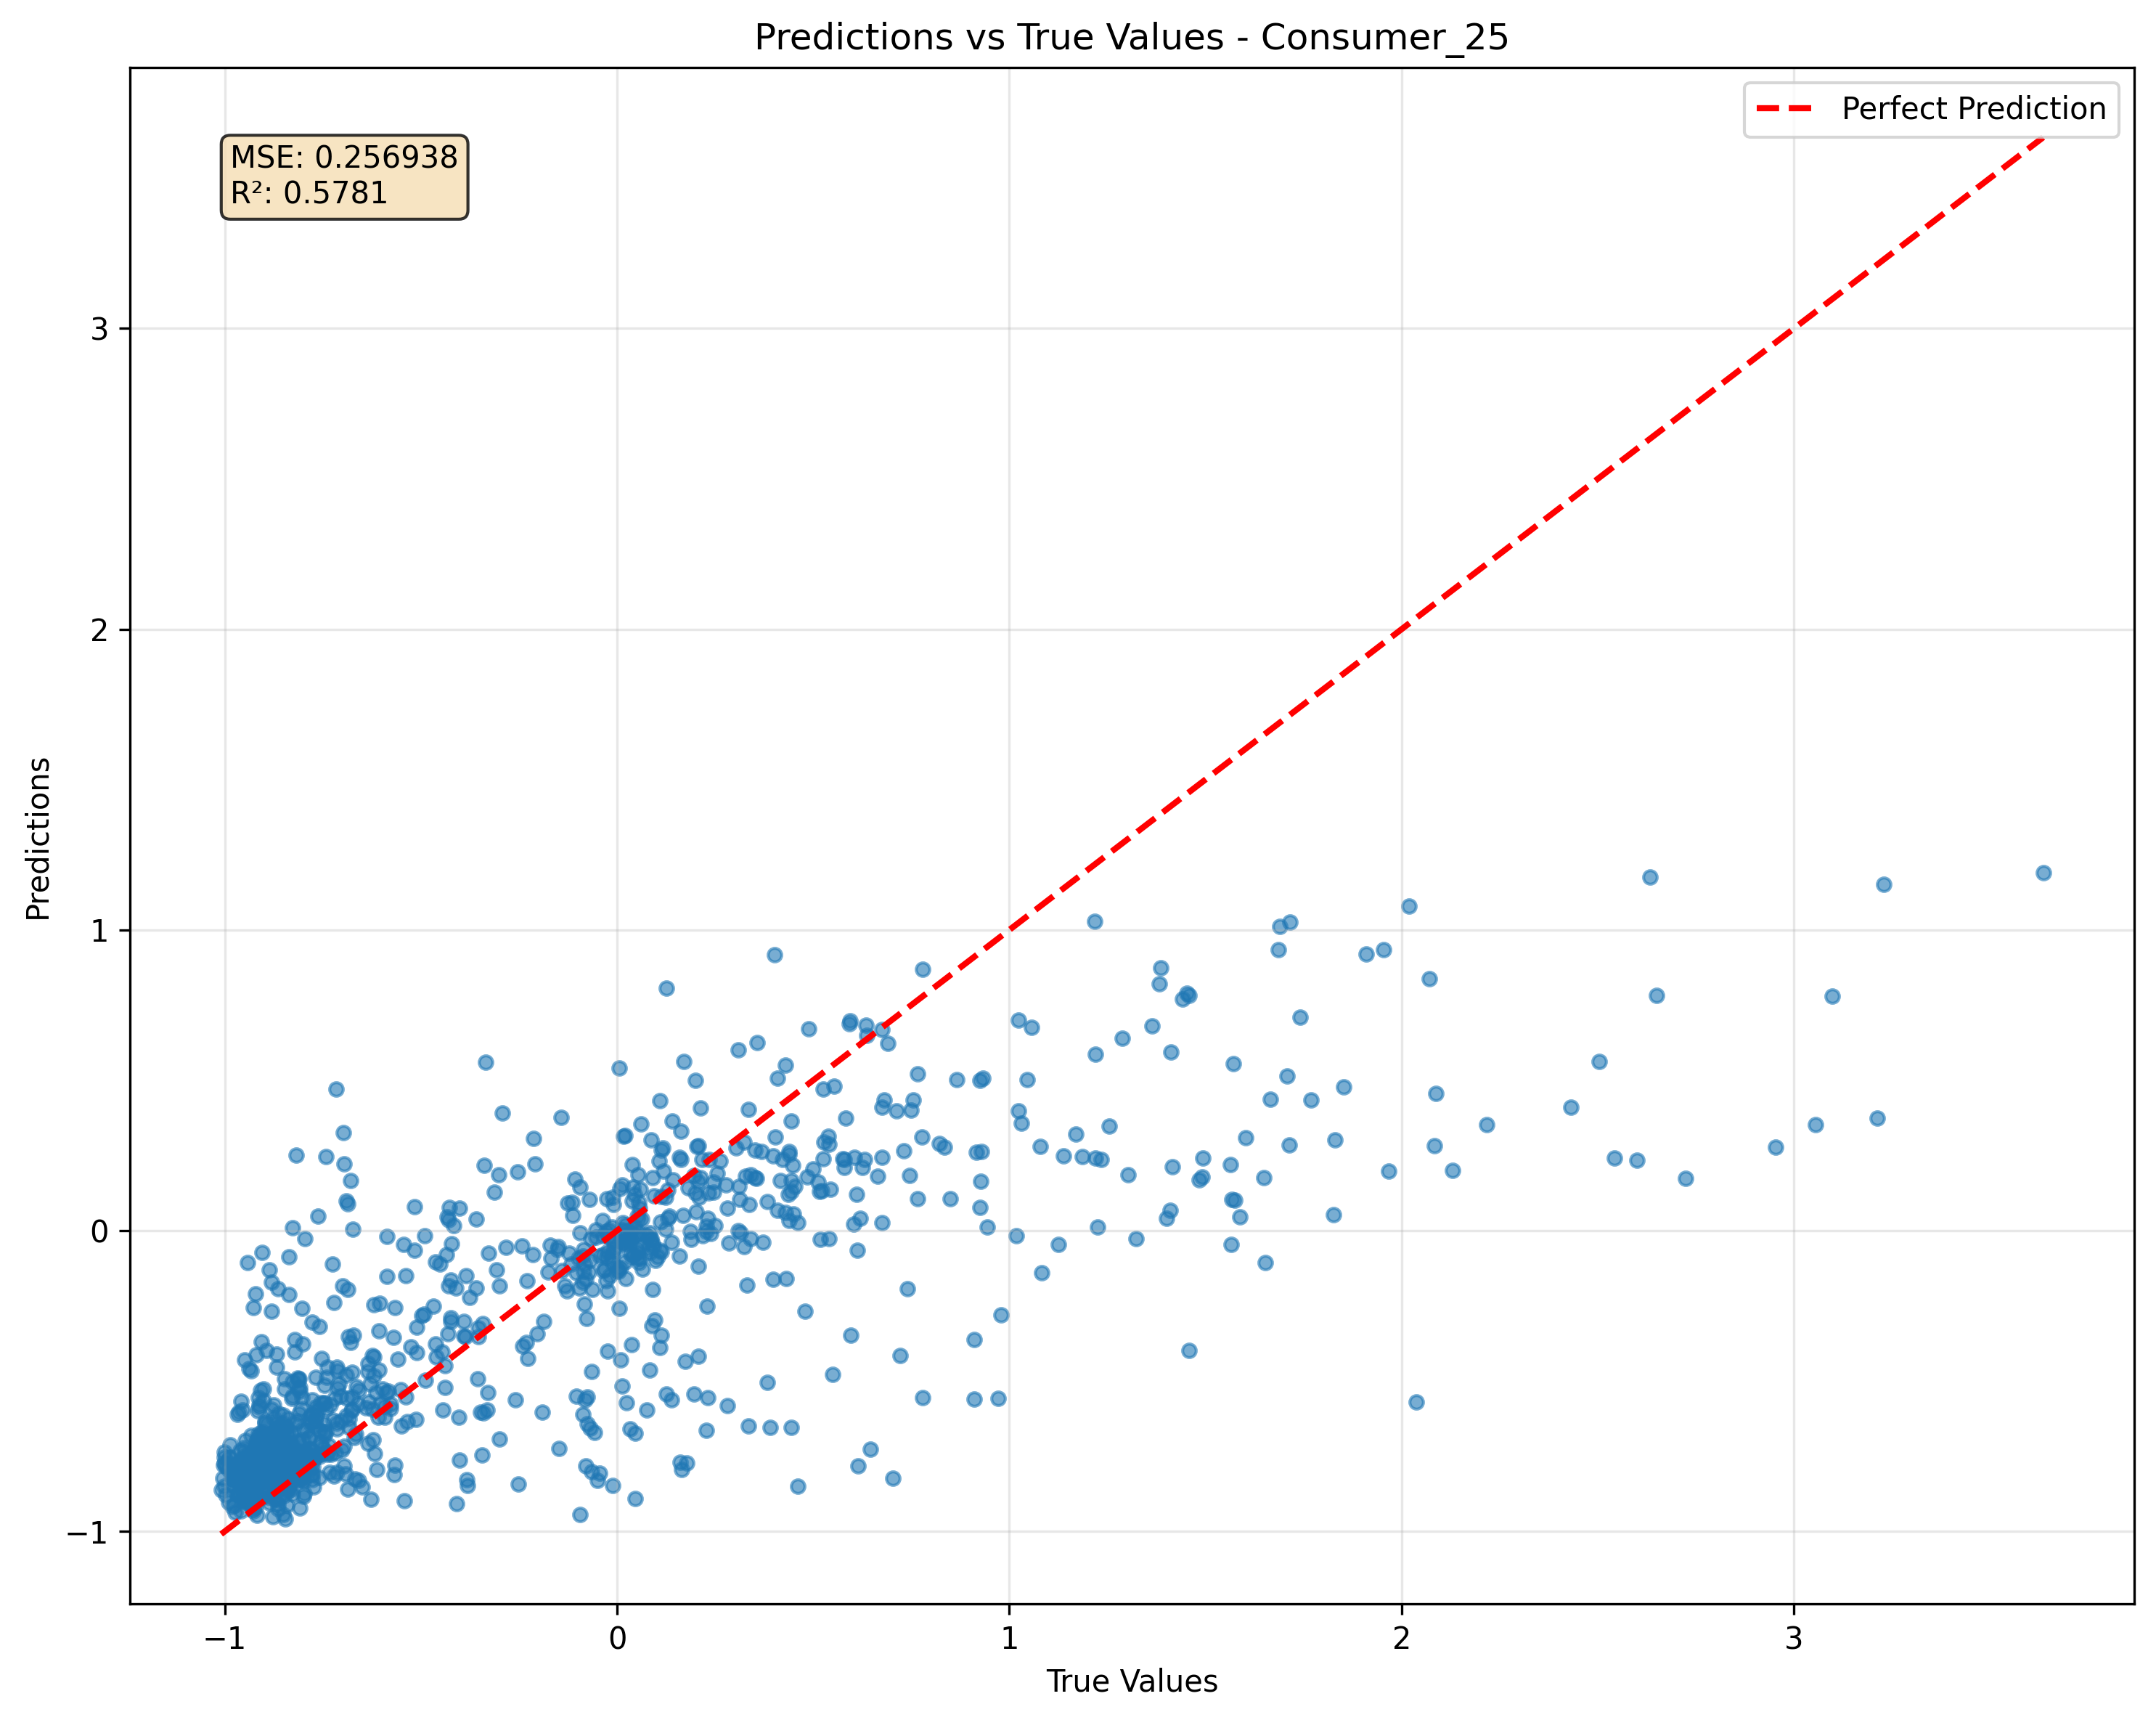 Predictions vs True Values - Consumer_25
Perfect Prediction
MSE: 0.256938
R²: 0.5781
3
2
1
0
−1
Predictions
−1
0
1
2
3
True Values